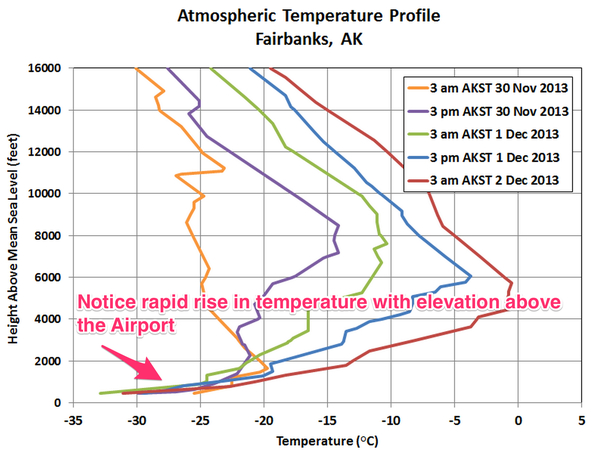 Atmospheric Temperature Profile
Fairbanks, AK
Height Above Mean Sea Level (feet)
16000
14000
12000
10000
8000
6000
4000
2000
0
3 am AKST 30 Nov 2013
3 pm AKST 30 Nov 2013
3 am AKST 1 Dec 2013
3 pm AKST 1 Dec 2013
3 am AKST 2 Dec 2013
Notice rapid rise in temperature with elevation above
the Airport
-35 -30 -25 -20 -15 -10 -5 0 5
Temperature (°C)